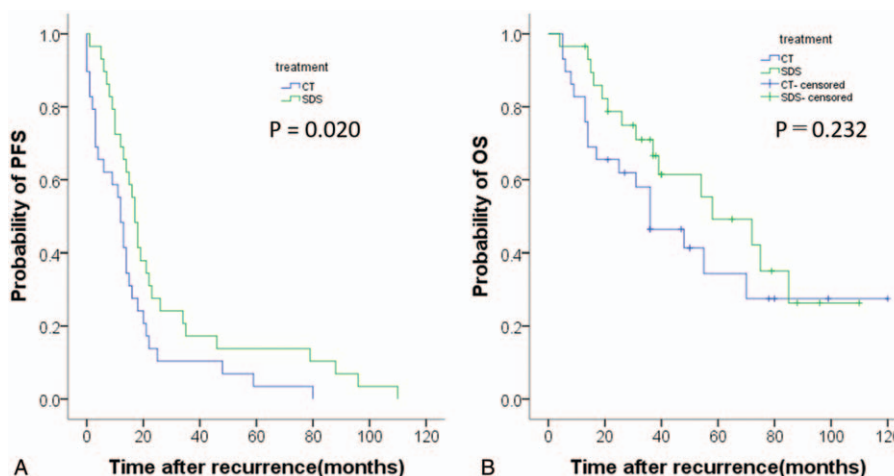 treatment
CT
SDS
P = 0.020
Probability of PFS
1.0
0.8
0.6
0.4
0.2
0.0
0 20 40 60 80 100 120
A Time after recurrence(months)
treatment
CT
SDS
CT- censored
SDS- censored
P = 0.232
Probability of OS
1.0
0.8
0.6
0.4
0.2
0.0
0 20 40 60 80 100 120
B Time after recurrence(months)